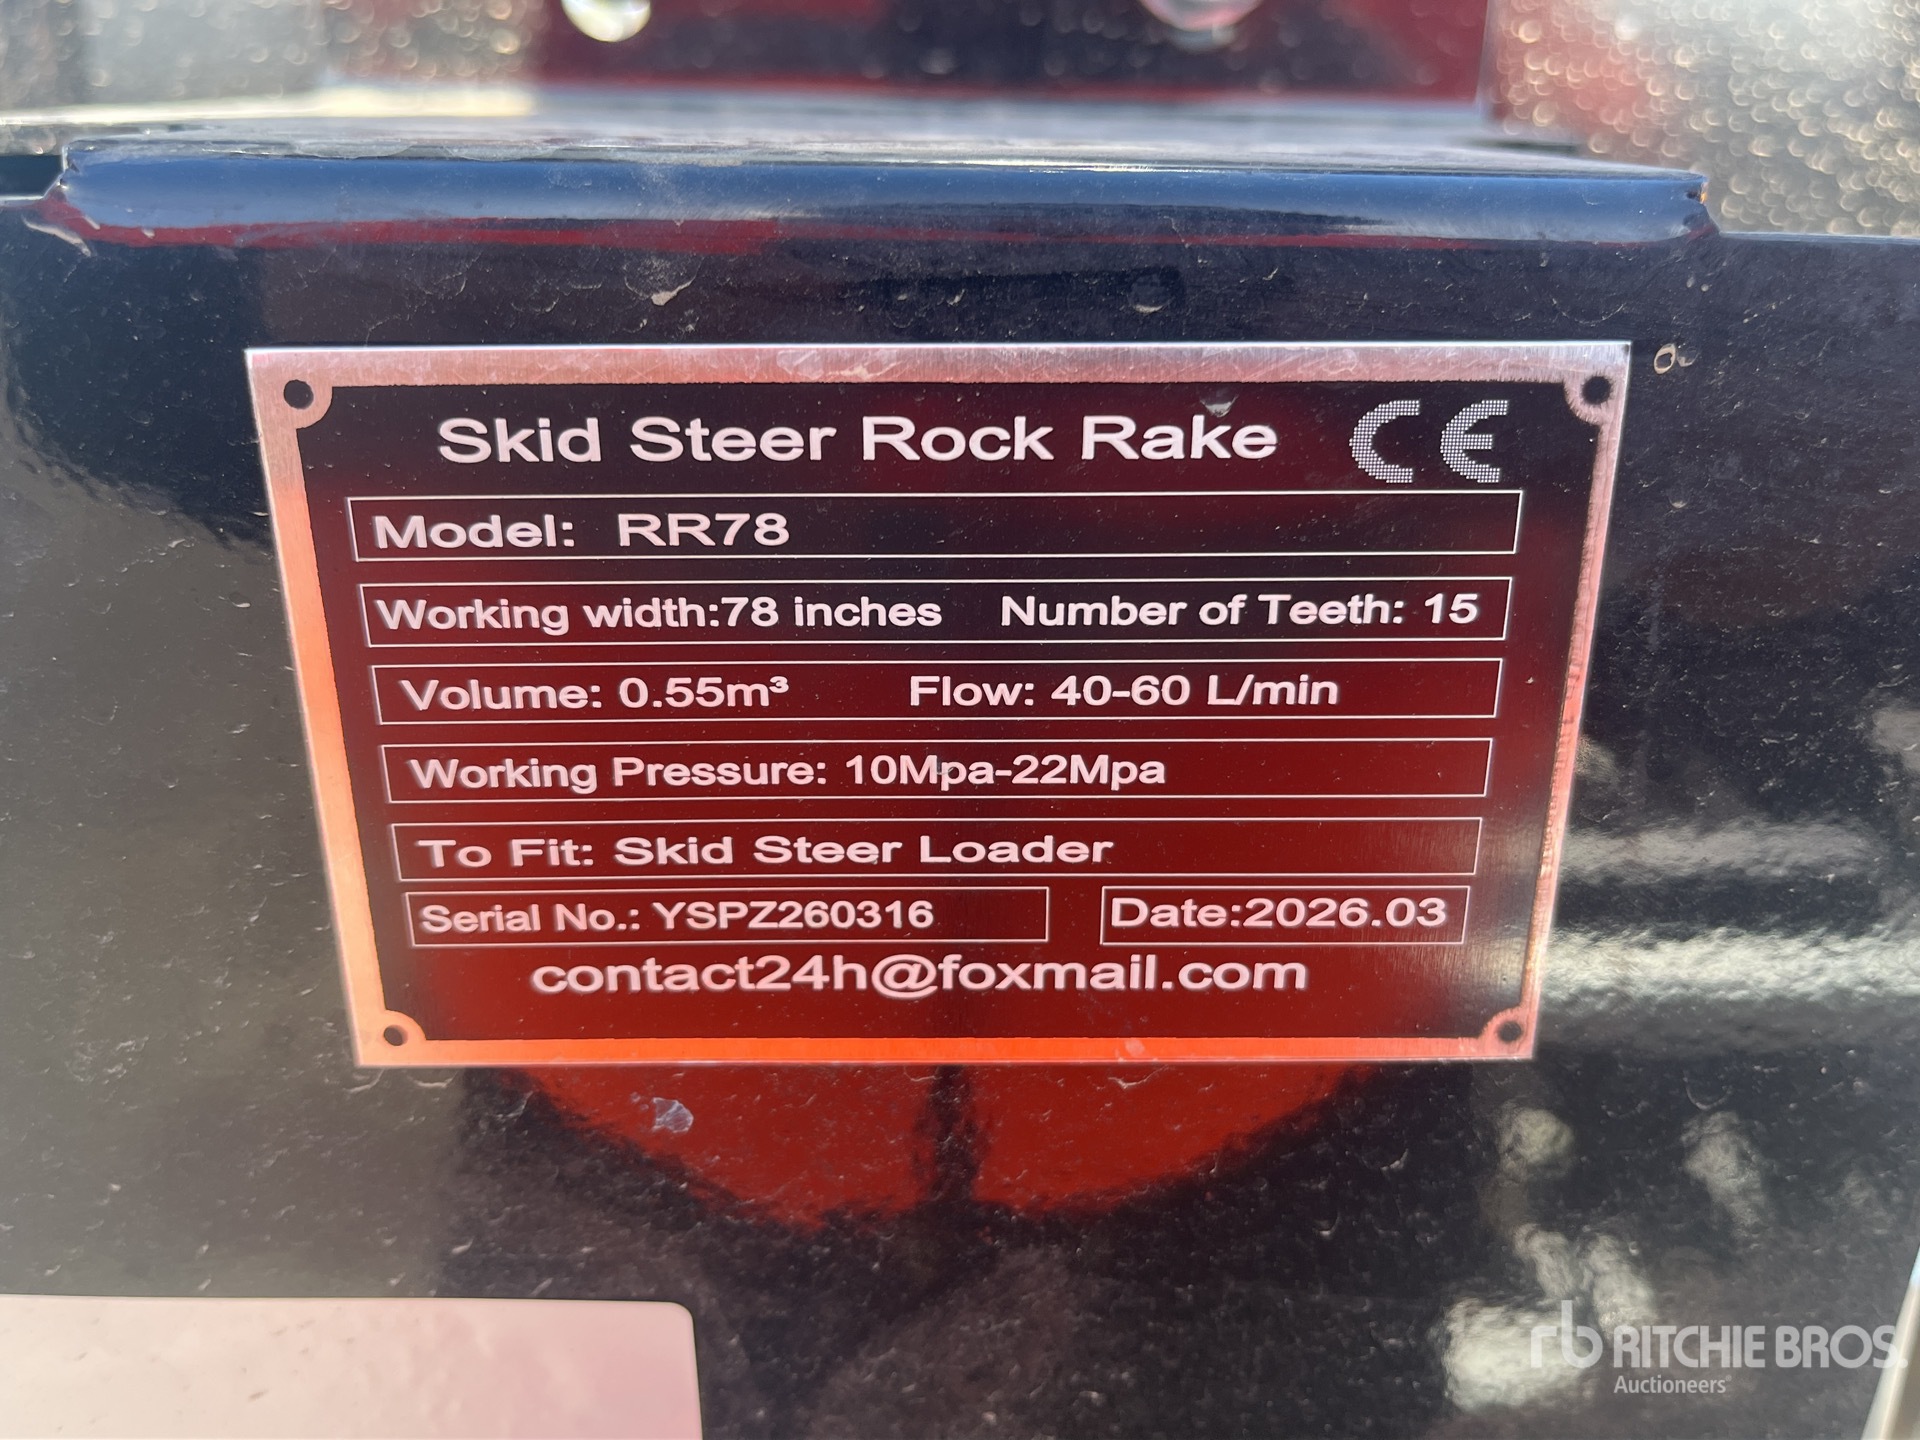 Skid Steer Rock Rake CE
Model: RR78
Working width:78 inches Number of Teeth: 15
Volume: 0.55m³ Flow: 40-60 L/min
Working Pressure: 10Mpa-22Mpa
To Fit: Skid Steer Loader
Serial No.: YSPZ260316 Date:2026.03
contact24h@foxmail.com
rb RITCHIE BROS.
Auctioneers